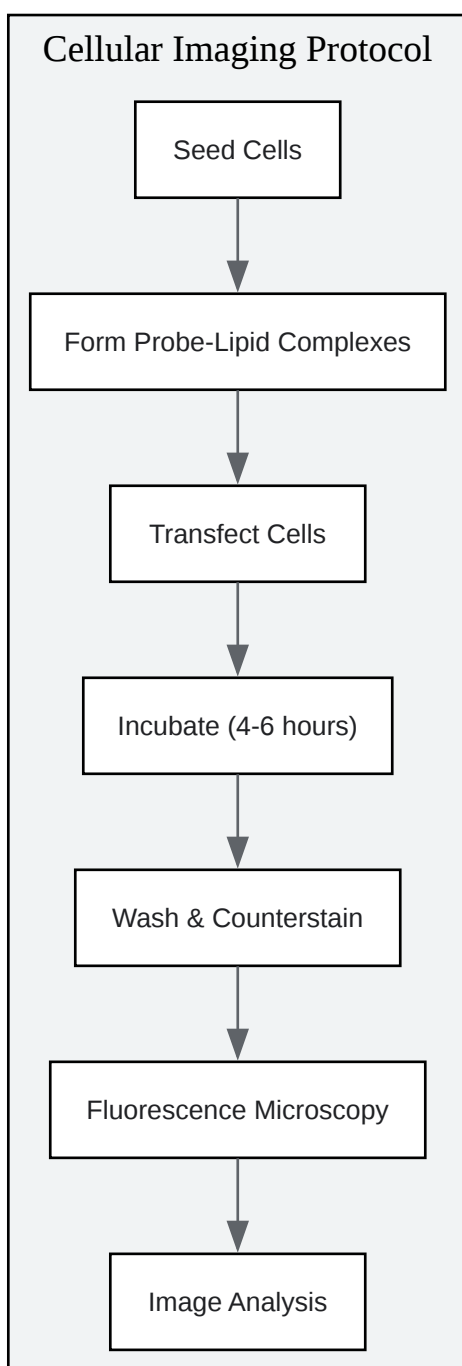 Cellular Imaging Protocol
Seed Cells
Form Probe-Lipid Complexes
Transfect Cells
Incubate (4-6 hours)
Wash & Counterstain
Fluorescence Microscopy
Image Analysis